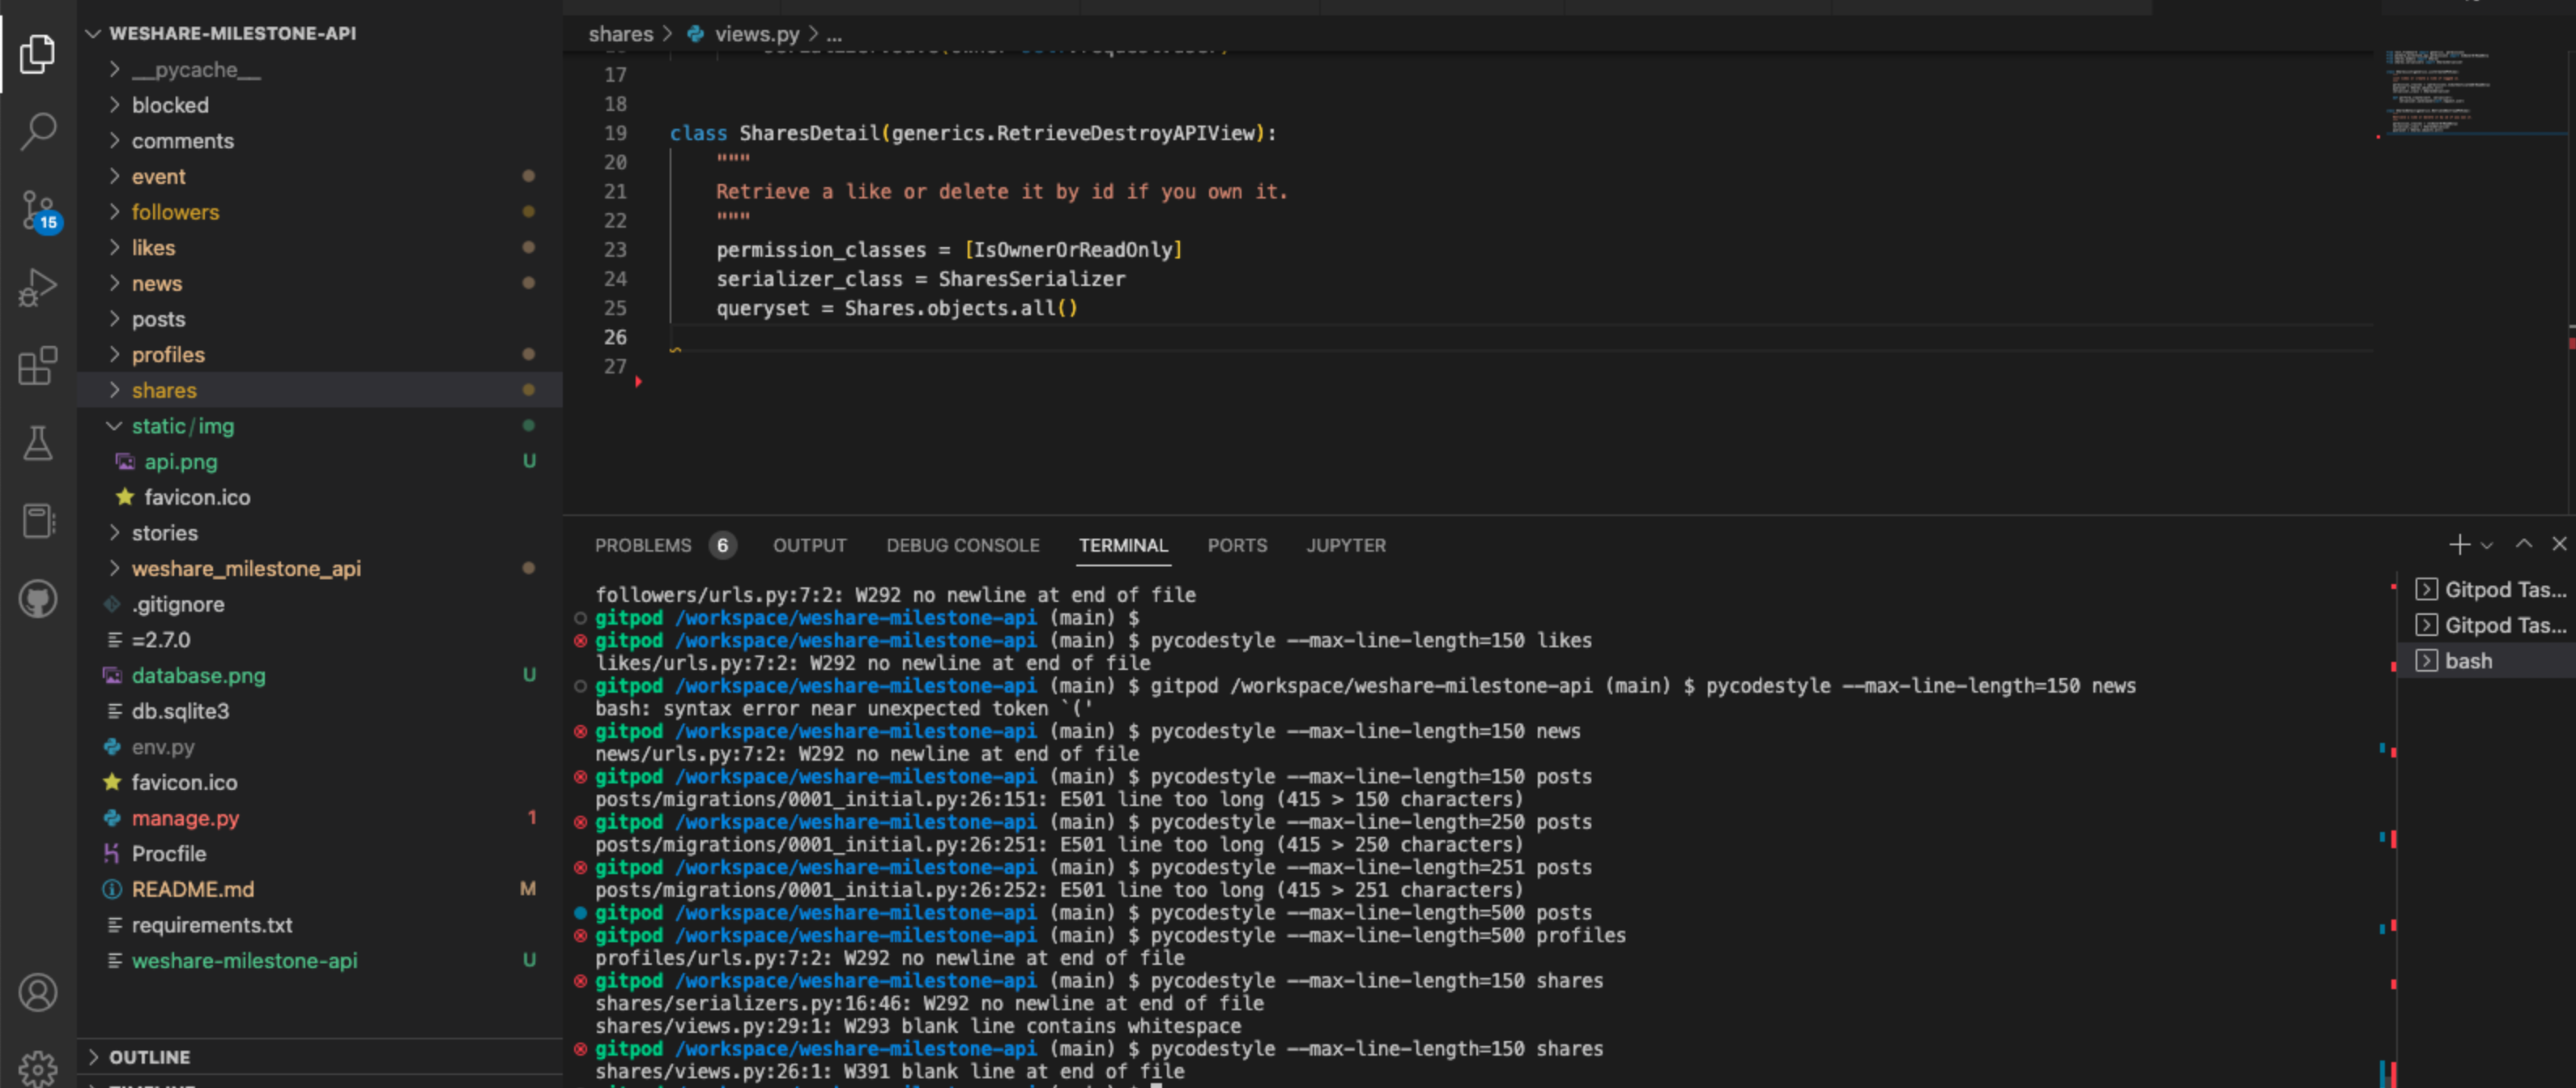 WESHARE-MILESTONE-API
__pycache__
blocked
comments
event
followers
likes
news
posts
profiles
shares
static/img
api.png U
favicon.ico
stories
weshare_milestone_api
.gitignore
=2.7.0
database.png U
db.sqlite3
env.py
favicon.ico
manage.py 1
Procfile
README.md M
requirements.txt
weshare-milestone-api U
OUTLINE
TIMELINE
15
shares > views.py > ...
17
18
19 class SharesDetail(generics.RetrieveDestroyAPIView):
20 """
21 Retrieve a like or delete it by id if you own it.
22 """
23 permission_classes = [IsOwnerOrReadOnly]
24 serializer_class = SharesSerializer
25 queryset = Shares.objects.all()
26
27
PROBLEMS 6 OUTPUT DEBUG CONSOLE TERMINAL PORTS JUPYTER
followers/urls.py:7:2: W292 no newline at end of file
gitpod /workspace/weshare-milestone-api (main) $
gitpod /workspace/weshare-milestone-api (main) $ pycodestyle --max-line-length=150 likes
likes/urls.py:7:2: W292 no newline at end of file
gitpod /workspace/weshare-milestone-api (main) $ gitpod /workspace/weshare-milestone-api (main) $ pycodestyle --max-line-length=150 news
bash: syntax error near unexpected token `('
gitpod /workspace/weshare-milestone-api (main) $ pycodestyle --max-line-length=150 news
news/urls.py:7:2: W292 no newline at end of file
gitpod /workspace/weshare-milestone-api (main) $ pycodestyle --max-line-length=150 posts
posts/migrations/0001_initial.py:26:151: E501 line too long (415 > 150 characters)
gitpod /workspace/weshare-milestone-api (main) $ pycodestyle --max-line-length=250 posts
posts/migrations/0001_initial.py:26:251: E501 line too long (415 > 250 characters)
gitpod /workspace/weshare-milestone-api (main) $ pycodestyle --max-line-length=251 posts
posts/migrations/0001_initial.py:26:252: E501 line too long (415 > 251 characters)
gitpod /workspace/weshare-milestone-api (main) $ pycodestyle --max-line-length=500 posts
gitpod /workspace/weshare-milestone-api (main) $ pycodestyle --max-line-length=500 profiles
profiles/urls.py:7:2: W292 no newline at end of file
gitpod /workspace/weshare-milestone-api (main) $ pycodestyle --max-line-length=150 shares
shares/serializers.py:16:46: W292 no newline at end of file
shares/views.py:29:1: W293 blank line contains whitespace
gitpod /workspace/weshare-milestone-api (main) $ pycodestyle --max-line-length=150 shares
shares/views.py:26:1: W391 blank line at end of file
Gitpod Tas...
Gitpod Tas...
bash